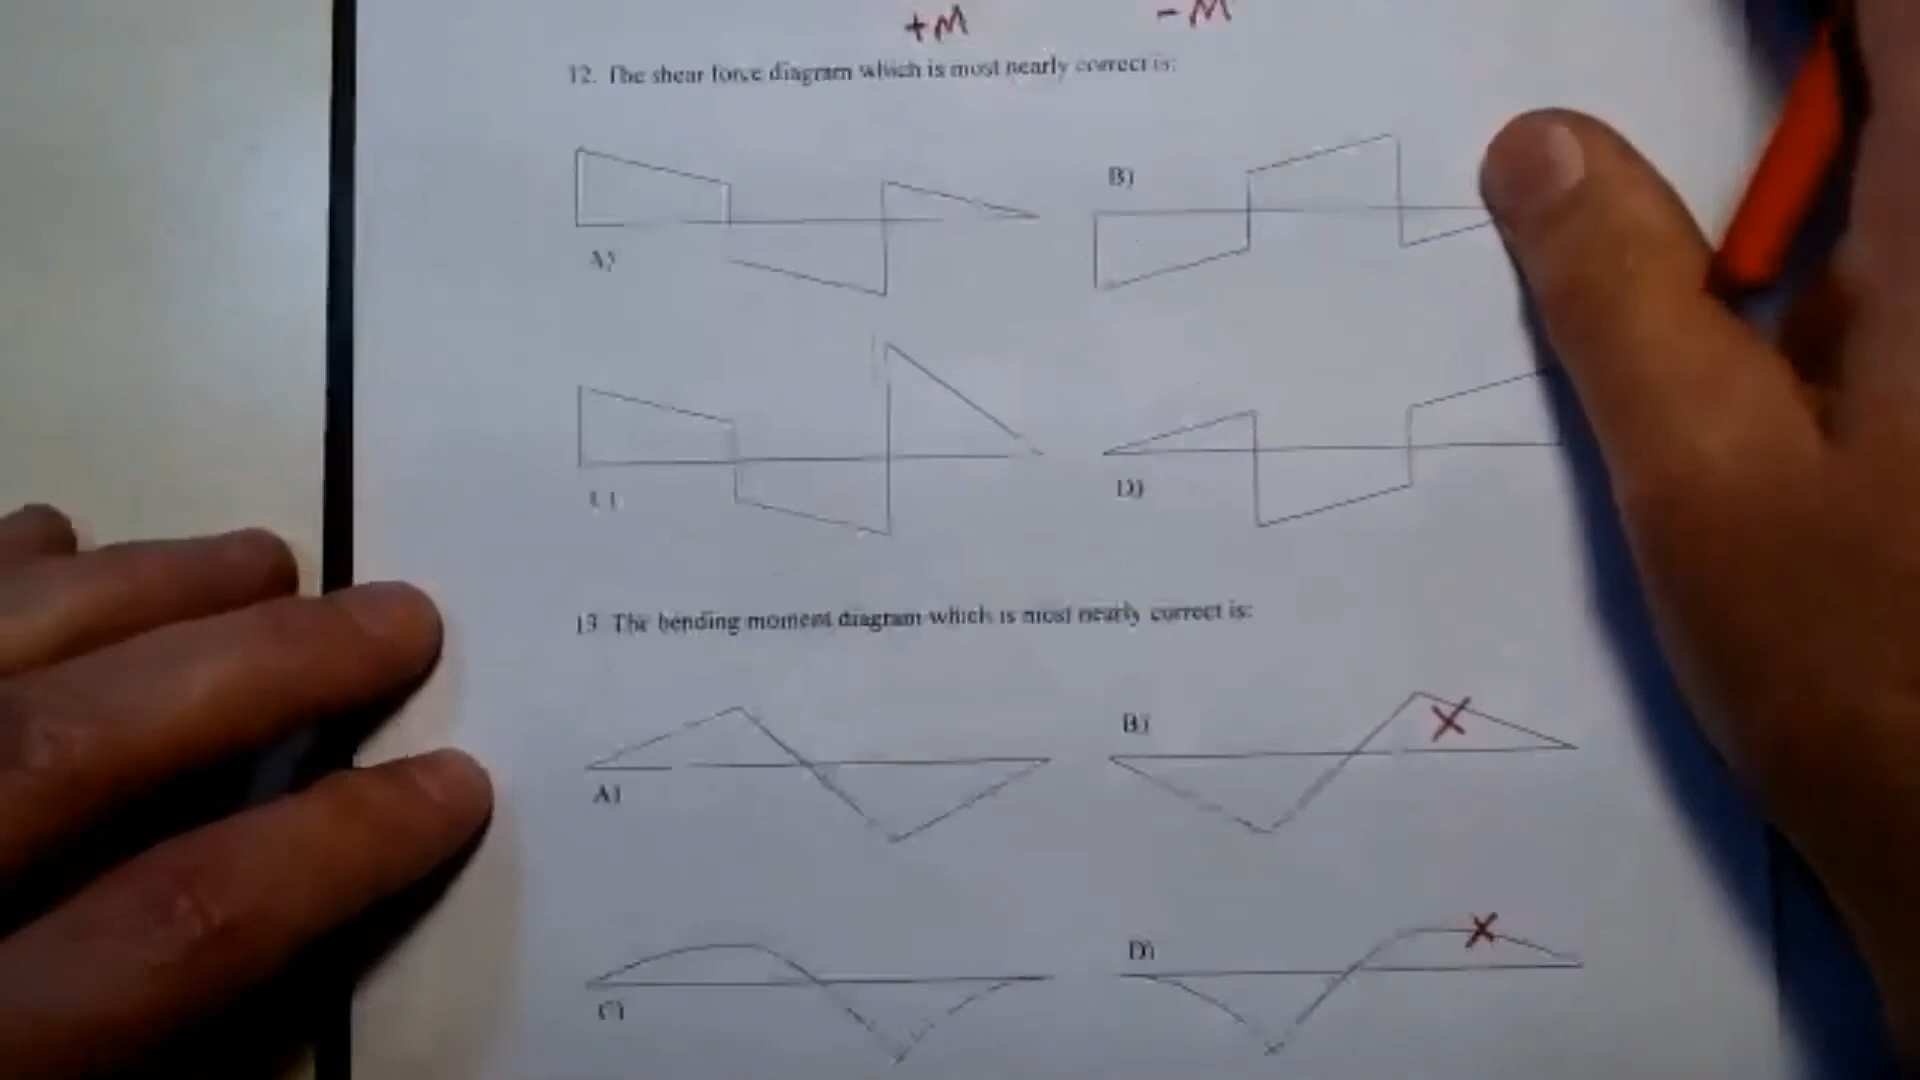 +M
-M
12. The shear force diagram which is most nearly correct is:
B)
A)
C)
D)
13 The bending moment diagram which is most nearly correct is:
B)
A)
D)
C)